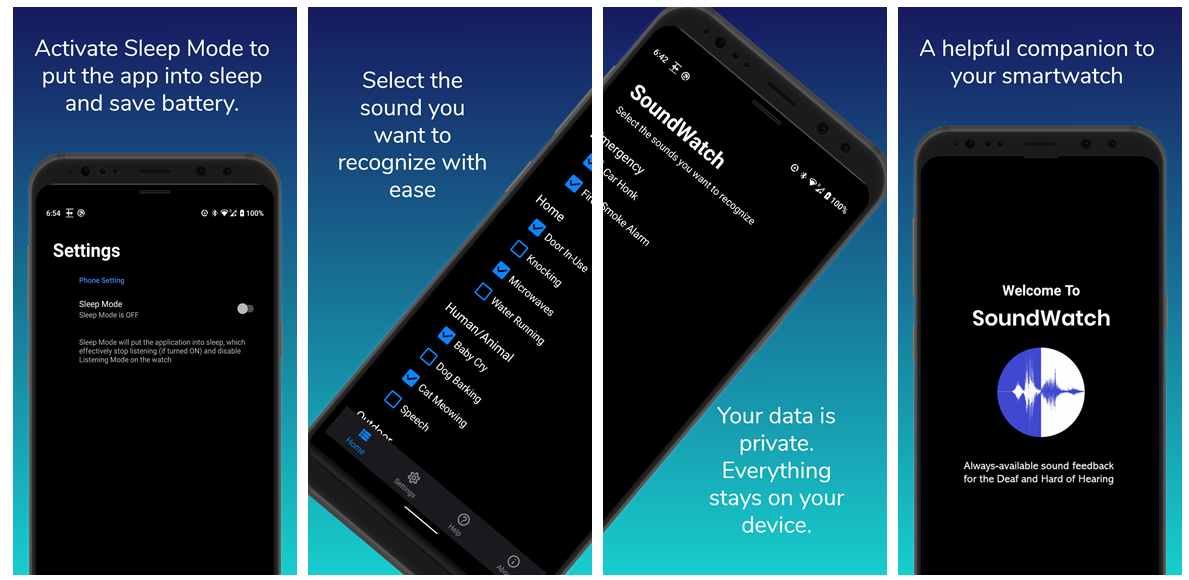 Activate Sleep Mode to
put the app into sleep
and save battery.
6:54
100%
Settings
Phone Setting
Sleep Mode
Sleep Mode is OFF
Sleep Mode will put the application into sleep, which
effectively stop listening (if turned ON) and disable
Listening Mode on the watch
Select the
sound you
want to
recognize with
ease
6:42
100%
SoundWatch
Select the sounds you want to recognize
Emergency
Car Honk
Fire/Smoke Alarm
Home
Door In-Use
Knocking
Microwaves
Water Running
Human/Animal
Baby Cry
Dog Barking
Cat Meowing
Speech
Outdoor
Home
Settings
Help
Your data is
private.
Everything
stays on your
device.
A helpful companion to
your smartwatch
Welcome To
SoundWatch
Always-available sound feedback
for the Deaf and Hard of Hearing